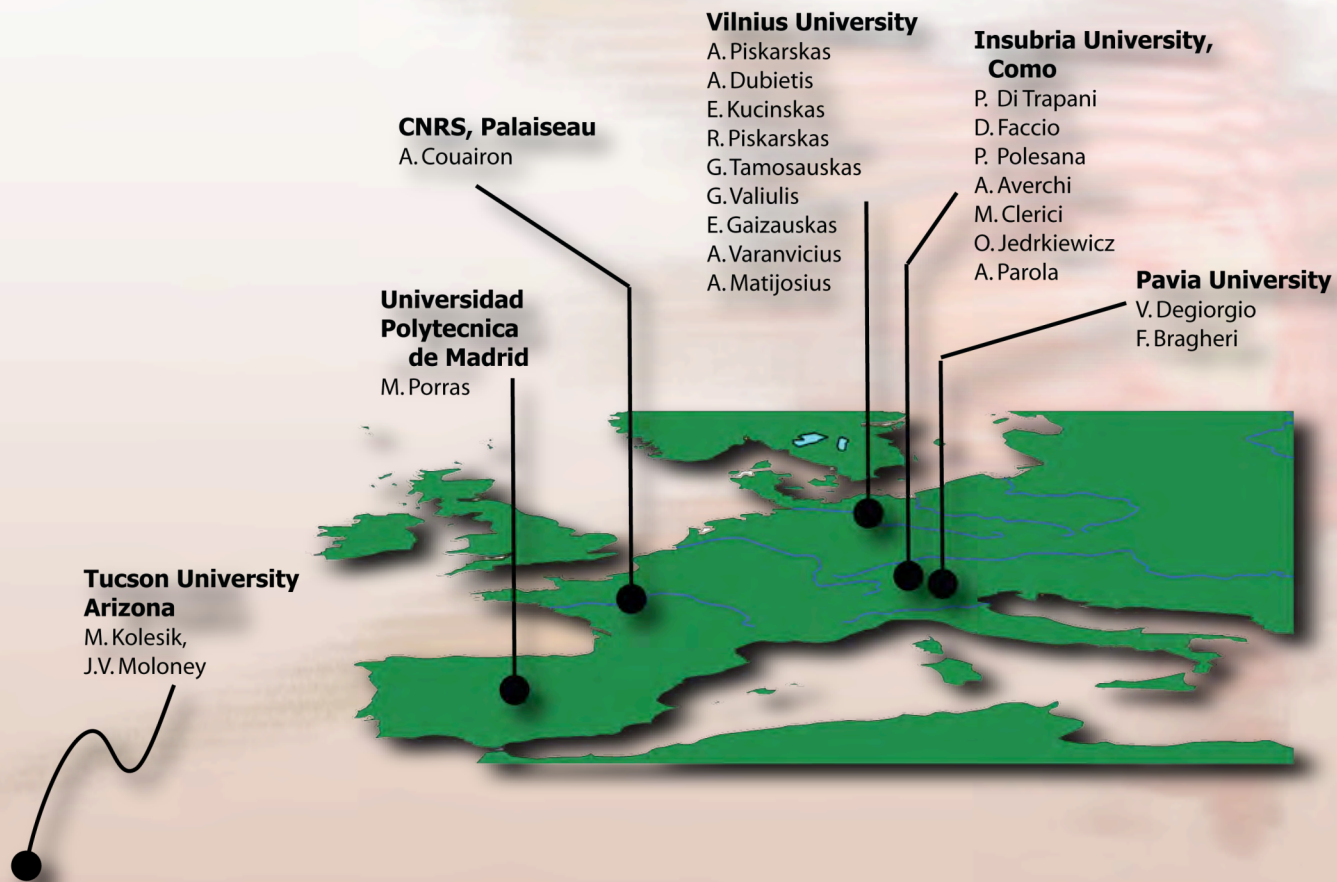 Vilnius University
A. Piskarskas
A. Dubietis
E. Kucinskas
R. Piskarskas
G. Tamosauskas
G. Valiulis
E. Gaizauskas
A. Varanvicius
A. Matijosius
Insubria University,
Como
P. Di Trapani
D. Faccio
P. Polesana
A. Averchi
M. Clerici
O. Jedrkiewicz
A. Parola
CNRS, Palaiseau
A. Couairon
Pavia University
V. Degiorgio
F. Bragheri
Universidad
Polytecnica
de Madrid
M. Porras
Tucson University
Arizona
M. Kolesik,
J.V. Moloney